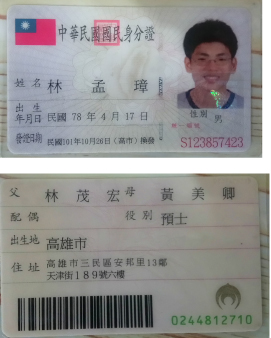 中華民國國民身分證
姓名 林孟璋
出生年月日 民國 78 年 4 月 17 日
性別 男
發證日期 民國101年10月26日(高市)換發
統一編號
S123857423
父 林茂宏 母 黃美卿
配偶 役別 預士
出生地 高雄市
住址 高雄市三民區安邦里13鄰
天津街189號六樓
0244812710